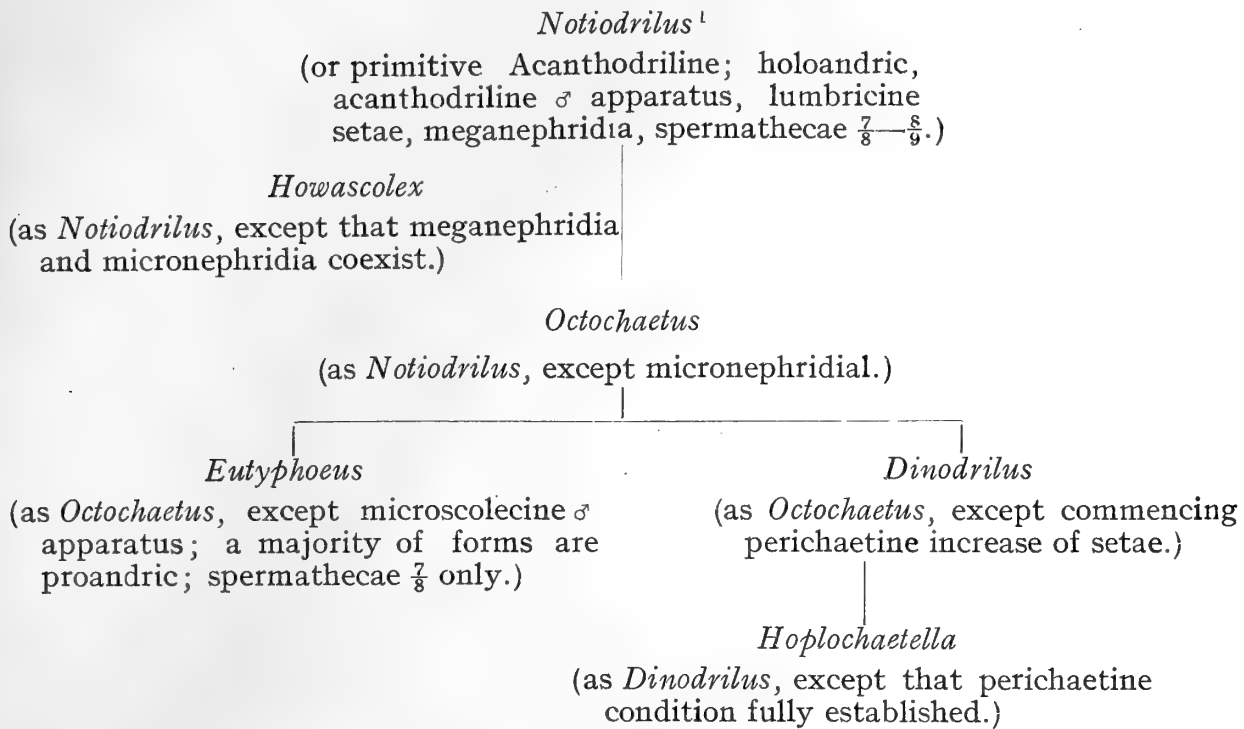 Notiodrilus ¹
(or primitive Acanthodriline; holoandric,
acanthodriline ♂ apparatus, lumbricine
setae, meganephridia, spermathecae 7/8—8/9.)
Howascolex
(as Notiodrilus, except that meganephridia
and micronephridia coexist.)
Octochaetus
(as Notiodrilus, except micronephridial.)
Eutyphoeus
(as Octochaetus, except microscolecine ♂
apparatus; a majority of forms are
proandric; spermathecae 7/8 only.)
Dinodrilus
(as Octochaetus, except commencing
perichaetine increase of setae.)
Hoplochaetella
(as Dinodrilus, except that perichaetine
condition fully established.)